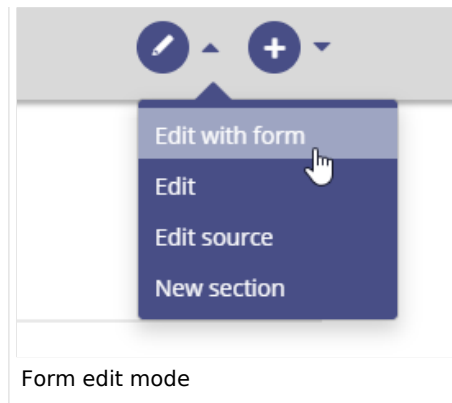 Edit with form
Edit
Edit source
New section
Form edit mode